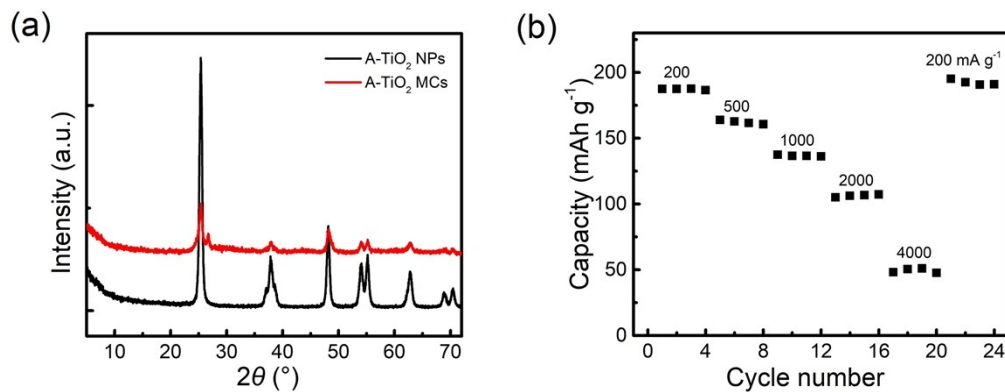 (a)
A-TiO₂ NPs
A-TiO₂ MCs
Intensity (a.u.)
10 20 30 40 50 60 70
2θ (°)
(b)
200 mA g⁻¹
200
500
1000
2000
4000
Capacity (mAh g⁻¹)
200
150
100
50
0
0 4 8 12 16 20 24
Cycle number